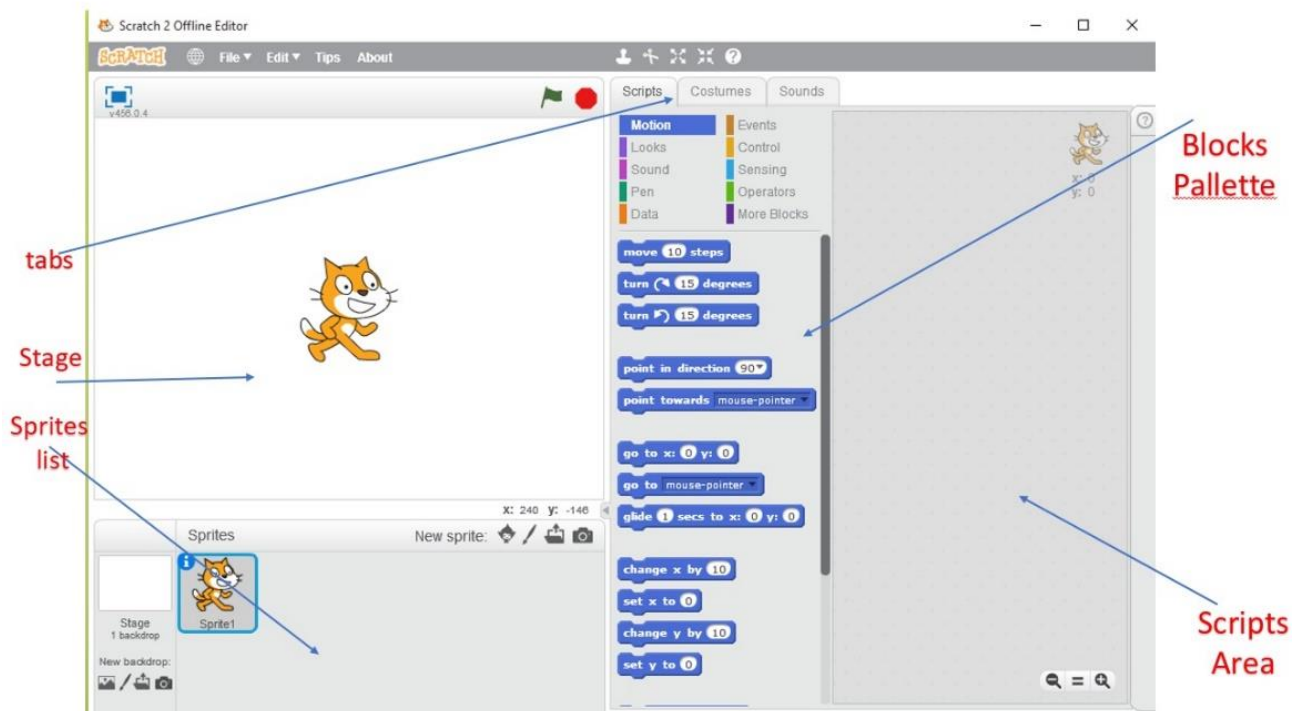 Scratch 2 Offline Editor
SCRATCH File Edit Tips About
v456.0.4
Scripts Costumes Sounds
Motion Events
Looks Control
Sound Sensing
Pen Operators
Data More Blocks
x: 0
y: 0
Blocks
Pallette
tabs
Stage
Sprites
list
move 10 steps
turn 15 degrees
turn 15 degrees
point in direction 90
point towards mouse-pointer
go to x: 0 y: 0
go to mouse-pointer
glide 1 secs to x: 0 y: 0
change x by 10
set x to 0
change y by 10
set y to 0
x: 240 y: -146
Sprites New sprite:
Stage
1 backdrop
Sprite1
New backdrop:
Scripts
Area